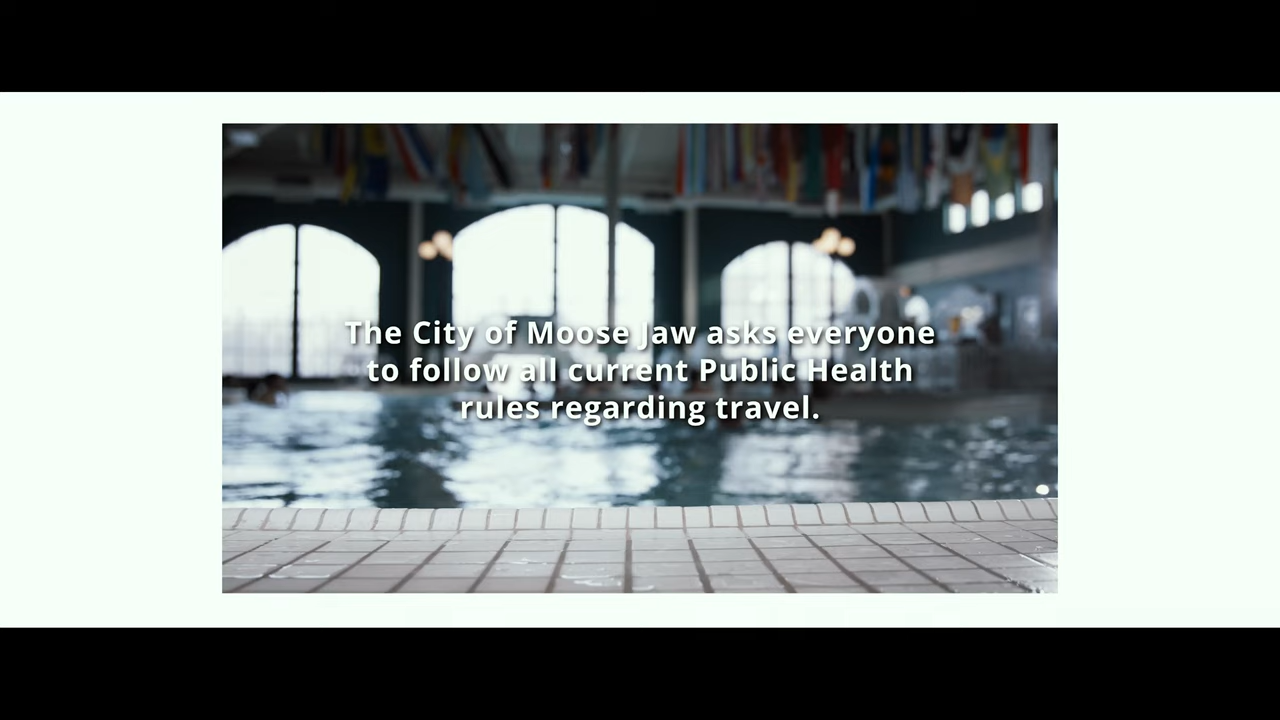 The City of Moose Jaw asks everyone
to follow all current Public Health
rules regarding travel.